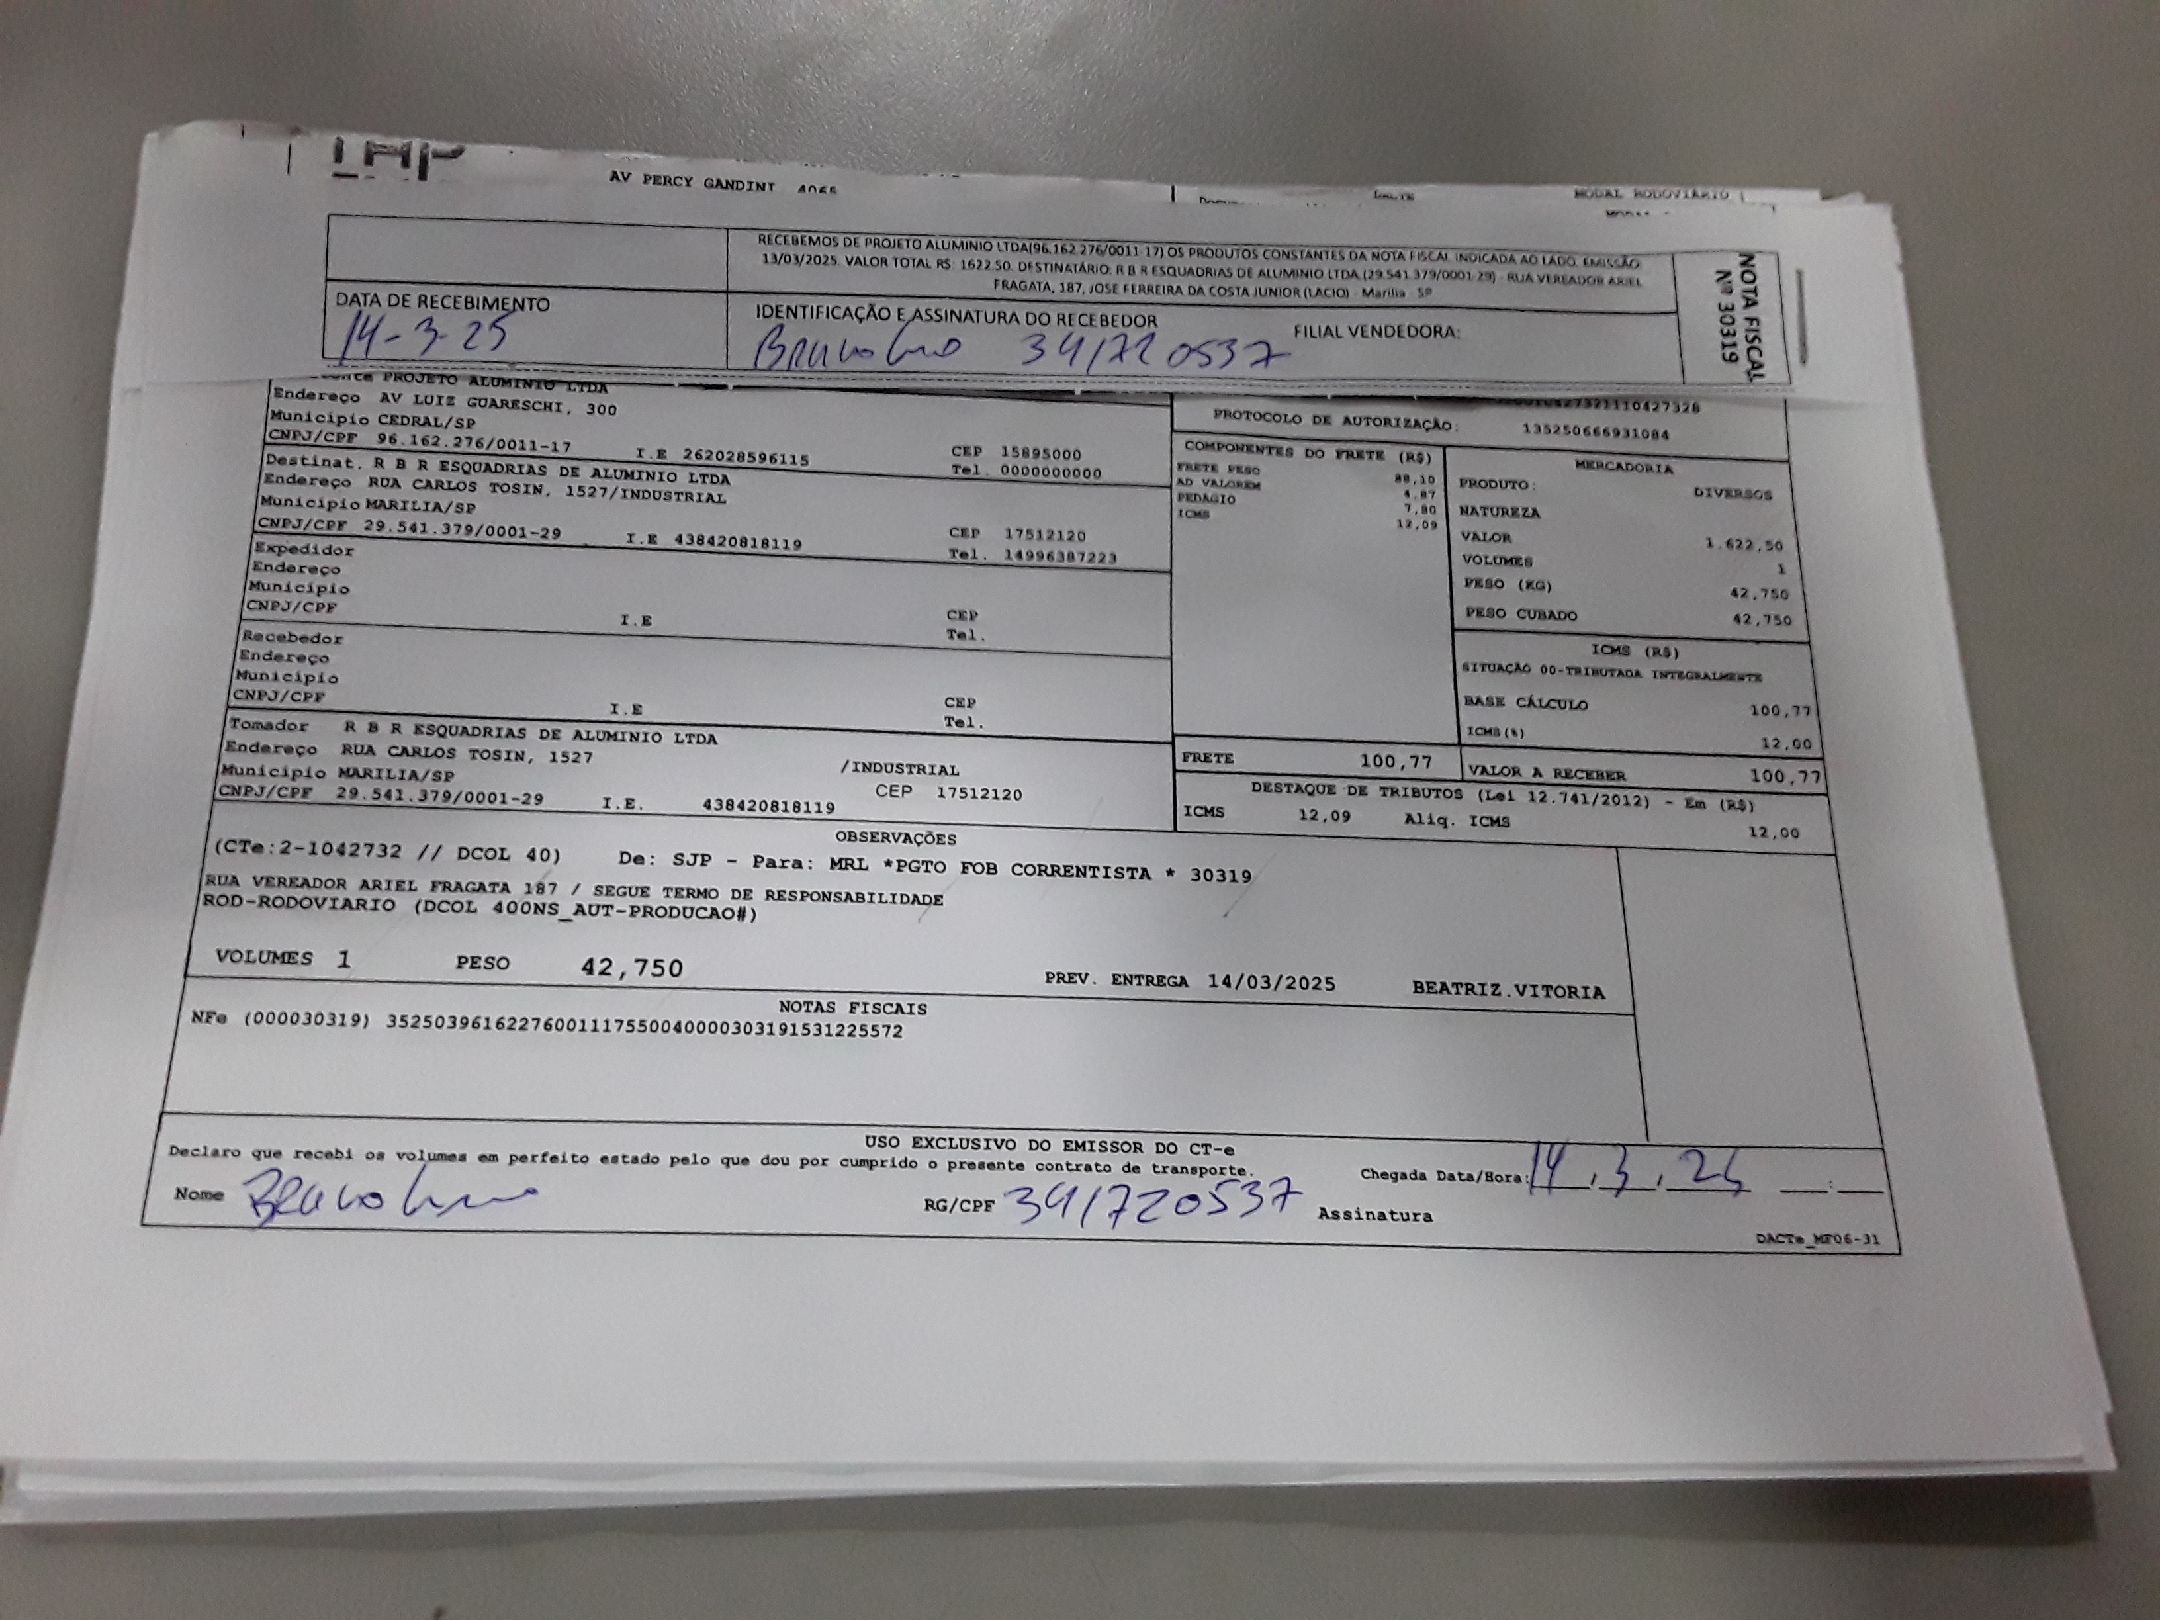 AV PERCY GANDINI
MODAL RODOVIÁRIO
RECEBEMOS DE PROJETO ALUMINIO LTDA(96.162.276/0011-17) OS PRODUTOS CONSTANTES DA NOTA FISCAL INDICADA AO LADO. EMISSÃO
13/03/2025. VALOR TOTAL R$: 1622.50. DESTINATÁRIO: R B R ESQUADRIAS DE ALUMINIO LTDA (29.541.379/0001-29) - RUA VEREADOR ARIEL
FRAGATA, 187, JOSE FERREIRA DA COSTA JUNIOR (LACIO) - Marilia - SP
NOTA FISCAL
Nº 30319
DATA DE RECEBIMENTO
14-3-25
IDENTIFICAÇÃO E ASSINATURA DO RECEBEDOR
FILIAL VENDEDORA:
341720537
PROJETO ALUMINIO LTDA
Endereço AV LUIZ GUARESCHI, 300
Município CEDRAL/SP
CNPJ/CPF 96.162.276/0011-17 I.E 262028596115 CEP 15895000
Tel. 0000000000
PROTOCOLO DE AUTORIZAÇÃO: 135250666931084
Destinat. R B R ESQUADRIAS DE ALUMINIO LTDA
Endereço RUA CARLOS TOSIN, 1527/INDUSTRIAL
Município MARILIA/SP
CNPJ/CPF 29.541.379/0001-29 I.E 438420818119 CEP 17512120
Tel. 14996387223
Expedidor
Endereço
Município
CNPJ/CPF I.E CEP
Tel.
Recebedor
Endereço
Município
CNPJ/CPF I.E CEP
Tel.
Tomador R B R ESQUADRIAS DE ALUMINIO LTDA
Endereço RUA CARLOS TOSIN, 1527 /INDUSTRIAL
Município MARILIA/SP CEP 17512120
CNPJ/CPF 29.541.379/0001-29 I.E. 438420818119
COMPONENTES DO FRETE (R$)
FRETE PESO 88,10
AD VALOREM 4,87
PEDAGIO 7,80
ICMS 12,09
MERCADORIA
PRODUTO: DIVERSOS
NATUREZA
VALOR 1.622,50
VOLUMES 1
PESO (KG) 42,750
PESO CUBADO 42,750
ICMS (R$)
SITUAÇÃO 00-TRIBUTADA INTEGRALMENTE
BASE CÁLCULO 100,77
ICMS(%) 12,00
FRETE 100,77 VALOR A RECEBER 100,77
DESTAQUE DE TRIBUTOS (Lei 12.741/2012) - Em (R$)
ICMS 12,09 Aliq. ICMS 12,00
OBSERVAÇÕES
(CTe:2-1042732 // DCOL 40) De: SJP - Para: MRL *PGTO FOB CORRENTISTA * 30319
RUA VEREADOR ARIEL FRAGATA 187 / SEGUE TERMO DE RESPONSABILIDADE
ROD-RODOVIARIO (DCOL 400NS_AUT-PRODUCAO#)
VOLUMES 1 PESO 42,750 PREV. ENTREGA 14/03/2025 BEATRIZ.VITORIA
NOTAS FISCAIS
NFe (000030319) 35250396162276001117550040000303191531225572
USO EXCLUSIVO DO EMISSOR DO CT-e
Declaro que recebi os volumes em perfeito estado pelo que dou por cumprido o presente contrato de transporte.
Chegada Data/Hora: 14.3.25 __:__
Nome RG/CPF 341720537 Assinatura
DACTe_MF06-31